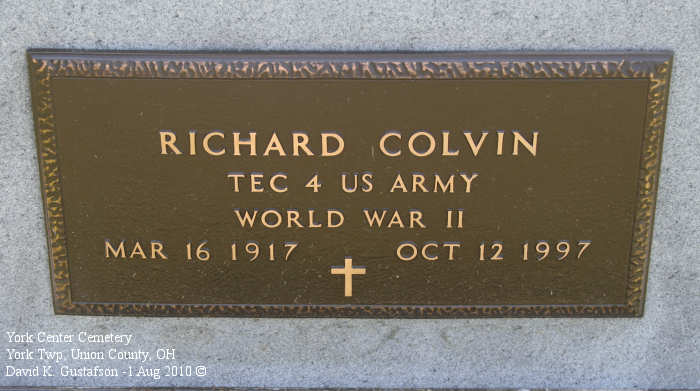 RICHARD COLVIN
TEC 4 US ARMY
WORLD WAR II
MAR 16 1917 OCT 12 1997
York Center Cemetery
York Twp, Union County, OH
David K. Gustafson - 1 Aug 2010 ©